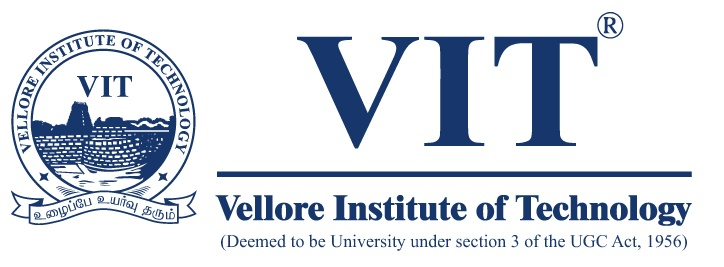 VELLORE INSTITUTE OF TECHNOLOGY
VIT
உழைப்பே உயர்வு தரும்
VIT®
Vellore Institute of Technology
(Deemed to be University under section 3 of the UGC Act, 1956)